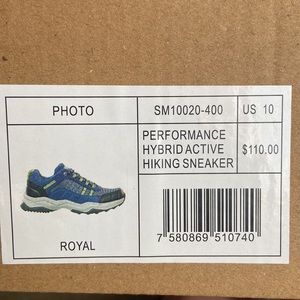 PHOTO
SM10020-400
US 10
PERFORMANCE
HYBRID ACTIVE
HIKING SNEAKER
$110.00
ROYAL
7 580869 510740